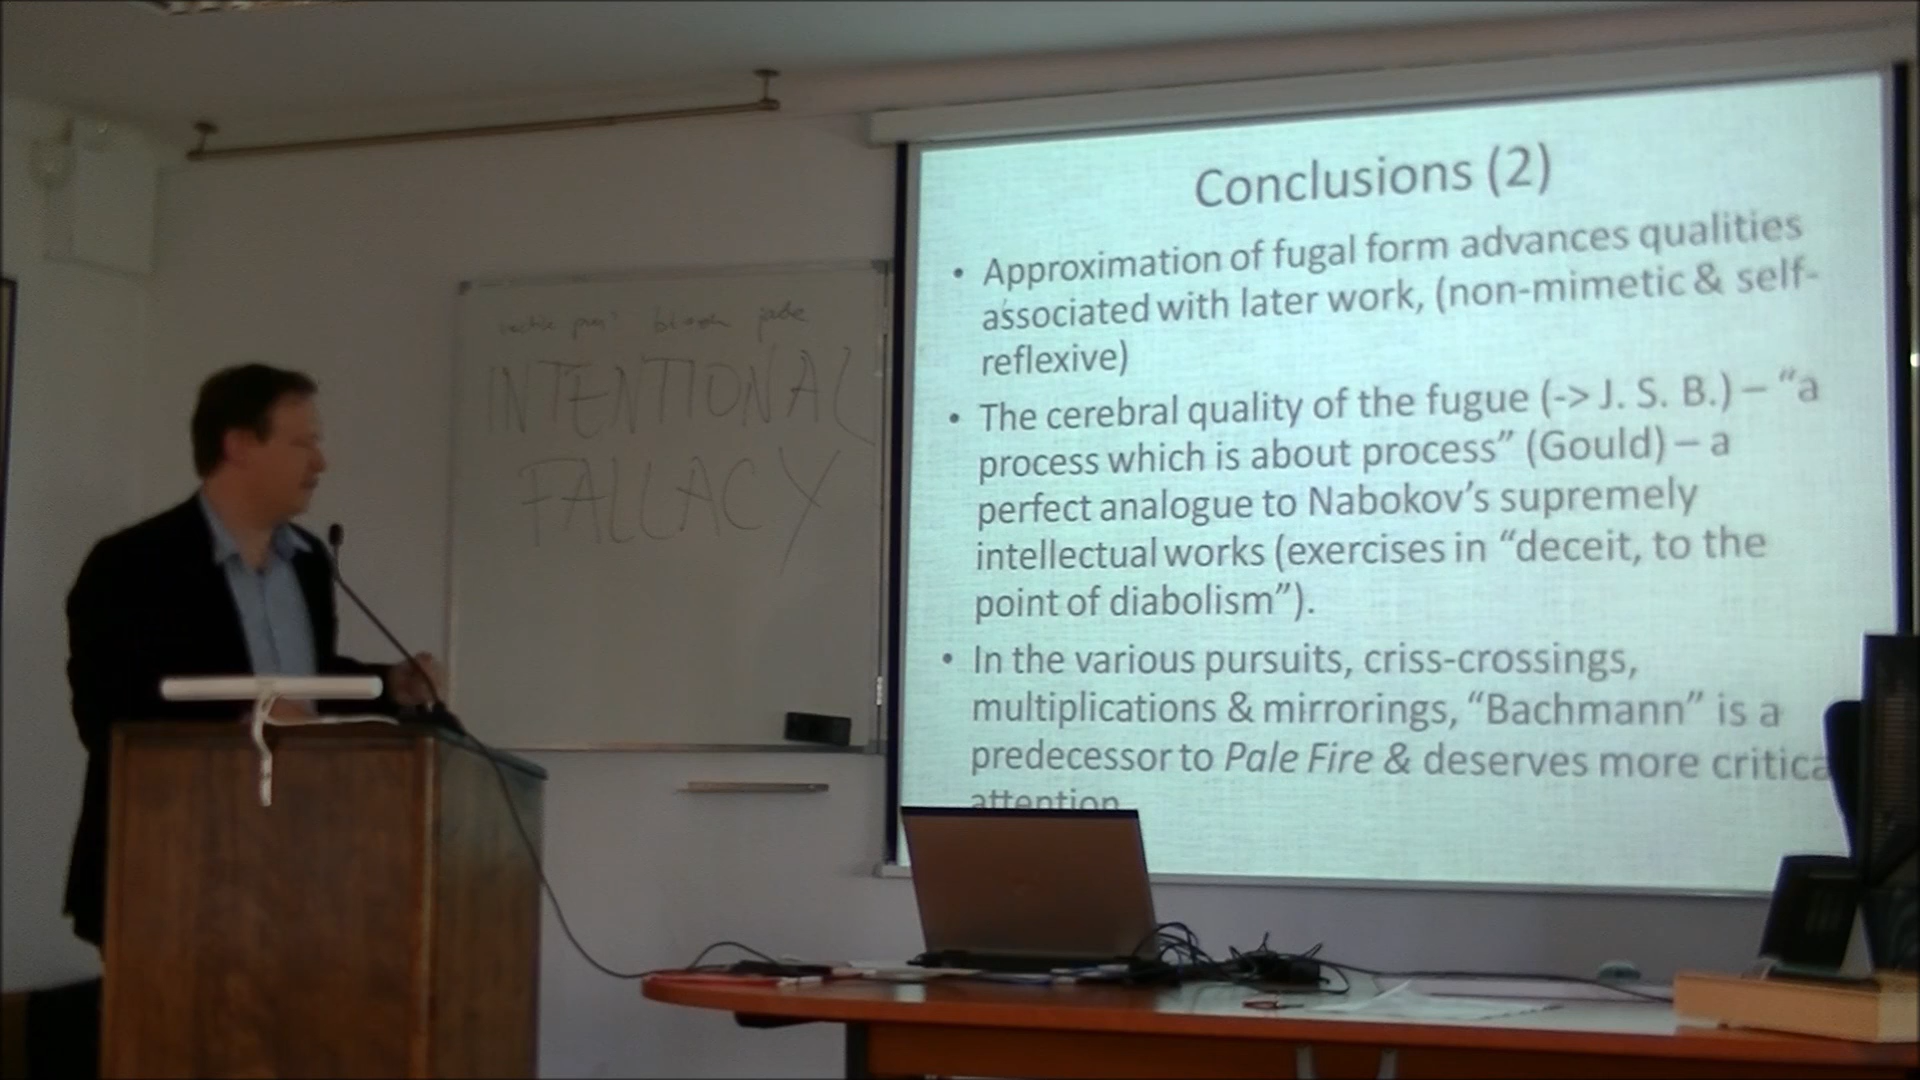 jade
INTENTIONAL
FALLACY
Conclusions (2)
• Approximation of fugal form advances qualities
associated with later work, (non-mimetic & self-
reflexive)
• The cerebral quality of the fugue (-> J. S. B.) – “a
process which is about process” (Gould) – a
perfect analogue to Nabokov’s supremely
intellectual works (exercises in “deceit, to the
point of diabolism”).
• In the various pursuits, criss-crossings,
multiplications & mirrorings, “Bachmann” is a
predecessor to Pale Fire & deserves more critica
attention